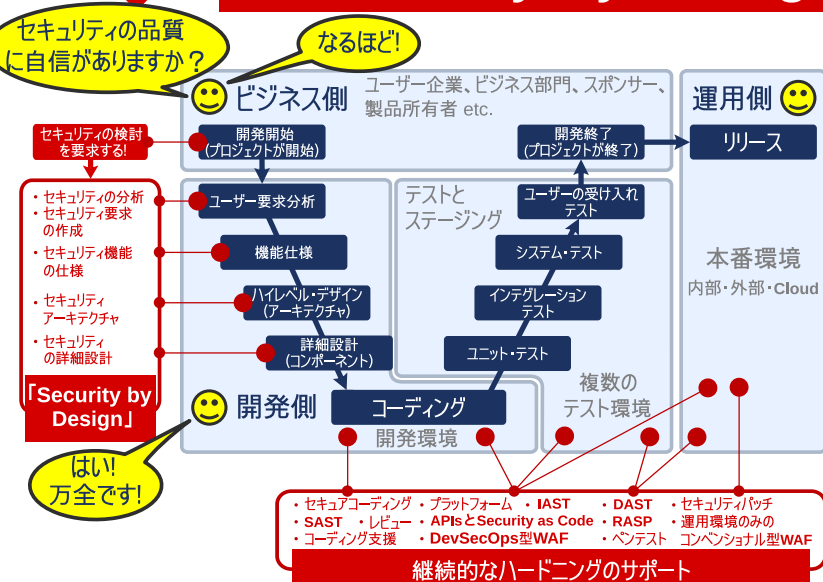 セキュリティの品質
に自信がありますか？
なるほど!
ビジネス側
ユーザー企業、ビジネス部門、スポンサー、
製品所有者 etc.
運用側
セキュリティの検討
を要求する!
開発開始
(プロジェクトが開始)
開発終了
(プロジェクトが終了)
リリース
・セキュリティの分析
・セキュリティ要求
の作成
・セキュリティ機能
の仕様
・セキュリティ
アーキテクチャ
・セキュリティ
の詳細設計
「Security by
Design」
ユーザー要求分析
機能仕様
ハイレベル・デザイン
(アーキテクチャ)
詳細設計
(コンポーネント)
テストと
ステージング
ユーザーの受け入れ
テスト
システム・テスト
インテグレーション
テスト
ユニット・テスト
本番環境
内部・外部・Cloud
複数の
テスト環境
開発側
コーディング
開発環境
はい!
万全です!
・セキュアコーディング
・SAST ・レビュー
・コーディング支援
・プラットフォーム ・IAST
・APIsとSecurity as Code
・DevSecOps型WAF
・DAST
・RASP
・ペンテスト
・セキュリティパッチ
・運用環境のみの
コンベンショナル型WAF
継続的なハードニングのサポート